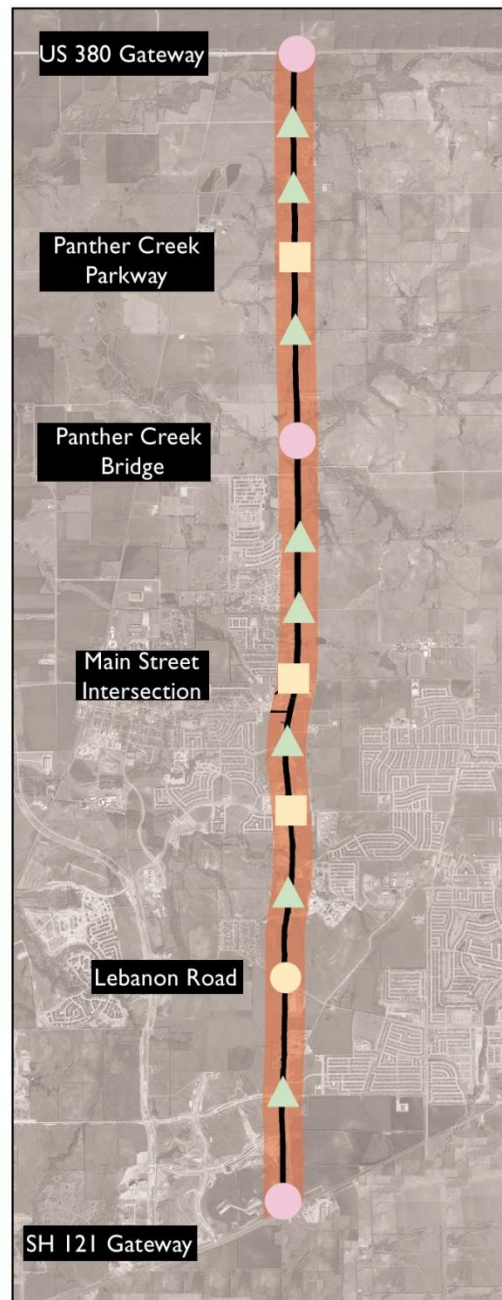 US 380 Gateway
Panther Creek
Parkway
Panther Creek
Bridge
Main Street
Intersection
Lebanon Road
SH 121 Gateway